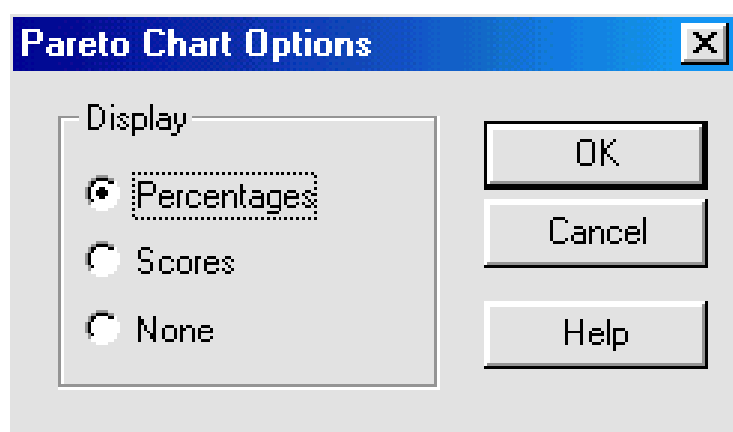 Pareto Chart Options
Display
Percentages
Scores
None
OK
Cancel
Help